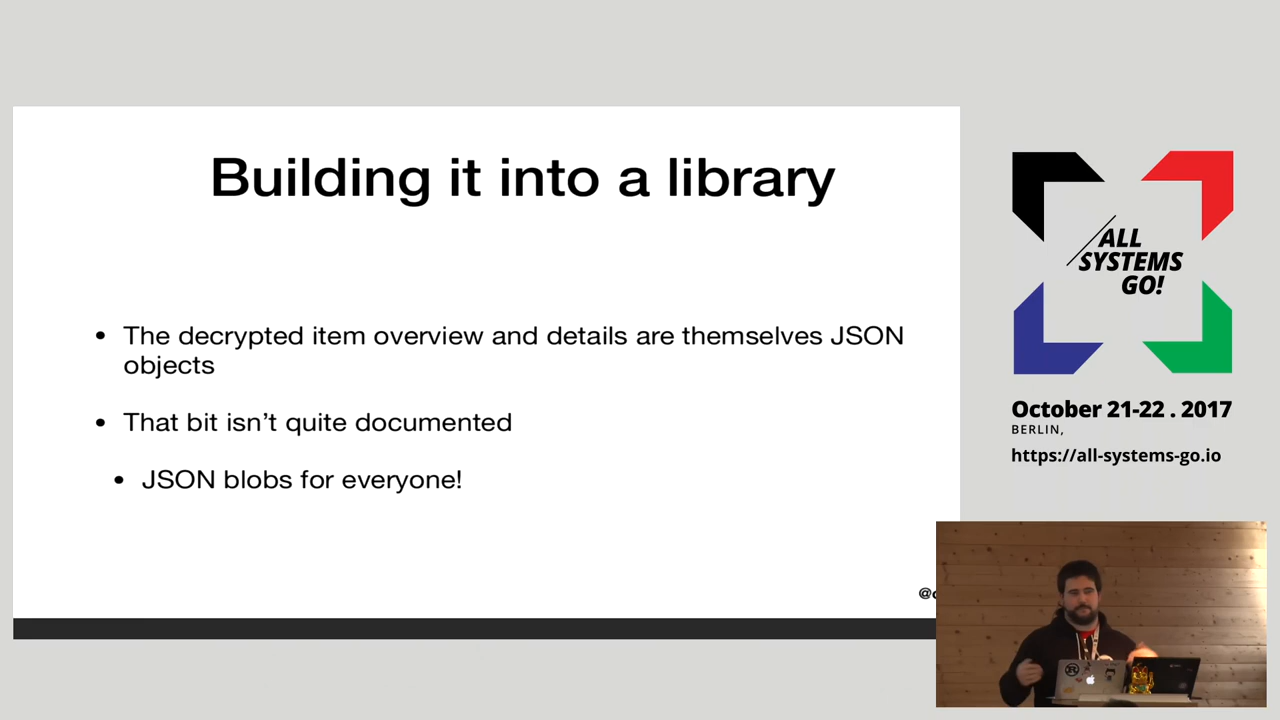 Building it into a library
• The decrypted item overview and details are themselves JSON
objects
• That bit isn’t quite documented
• JSON blobs for everyone!
/ALL
SYSTEMS
GO!
October 21-22 . 2017
BERLIN,
https://all-systems-go.io